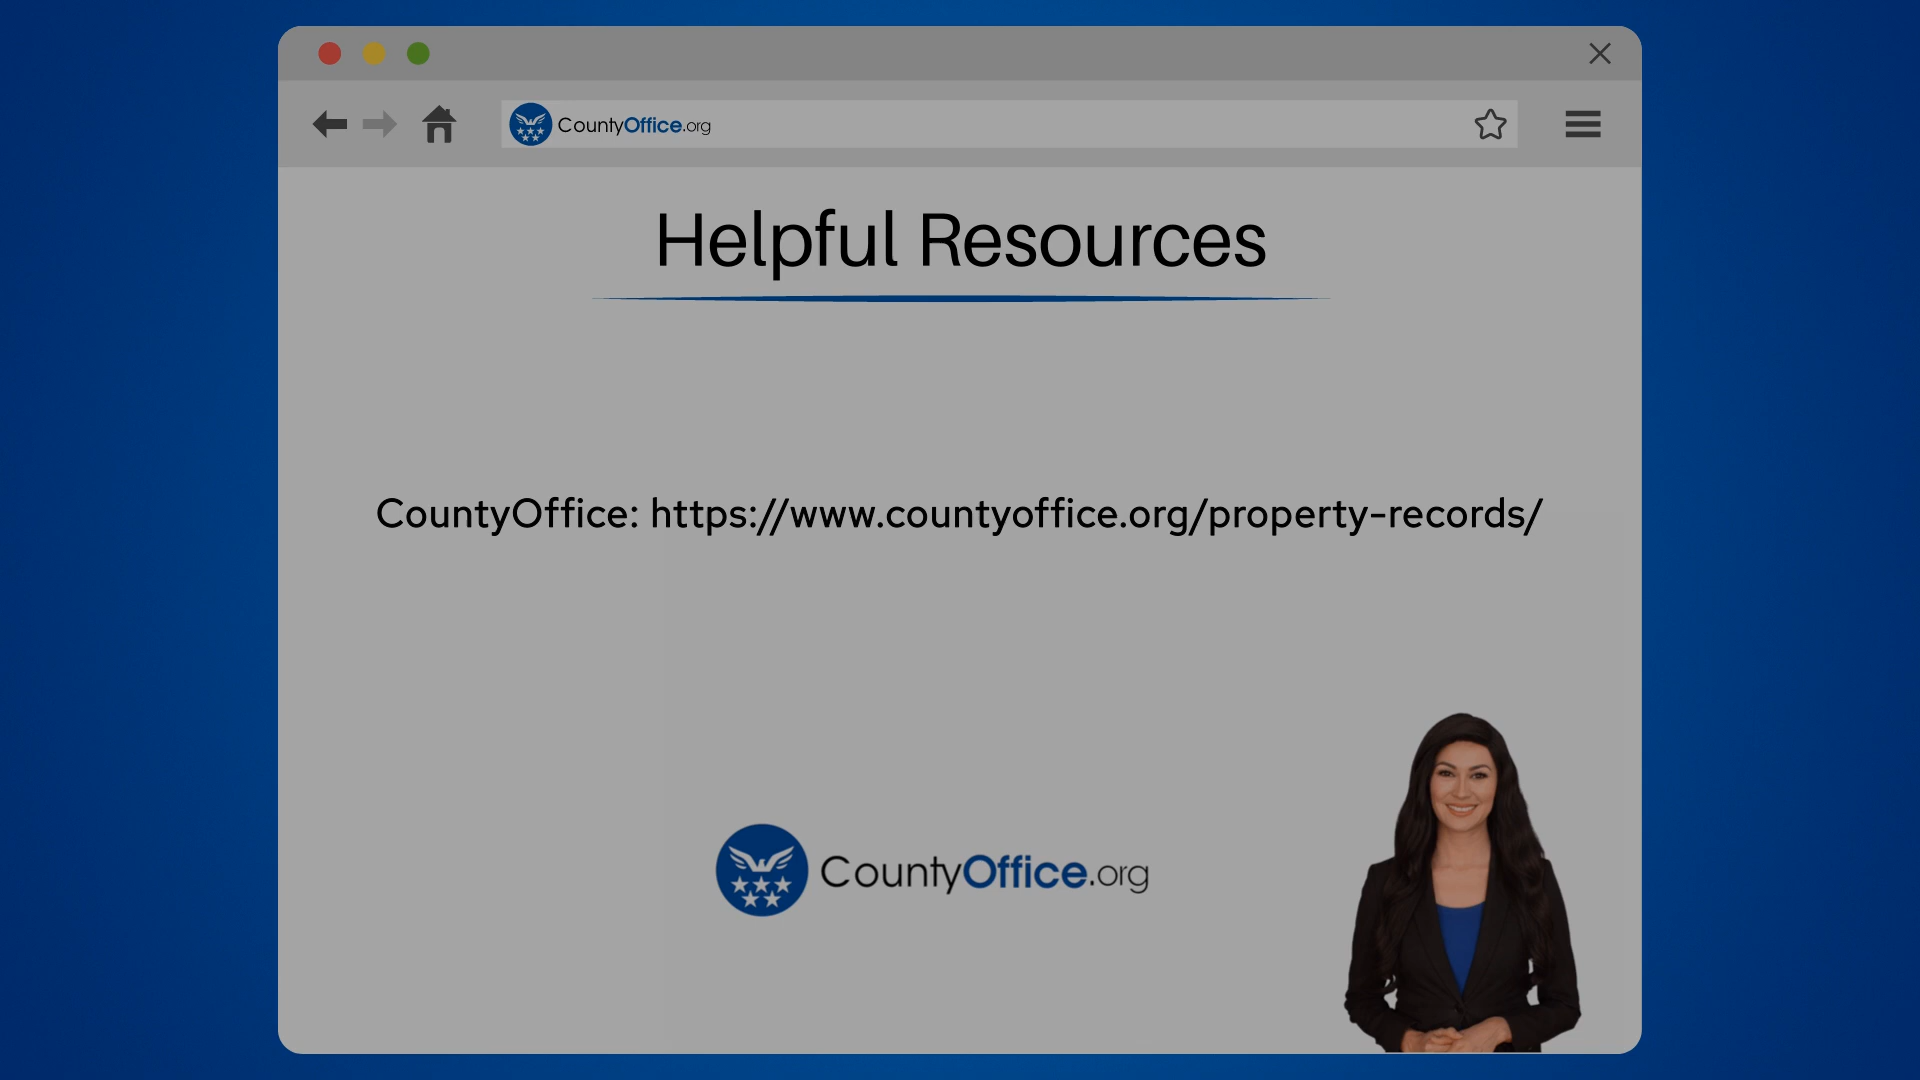 CountyOffice.org
Helpful Resources
CountyOffice: https://www.countyoffice.org/property-records/
CountyOffice.org